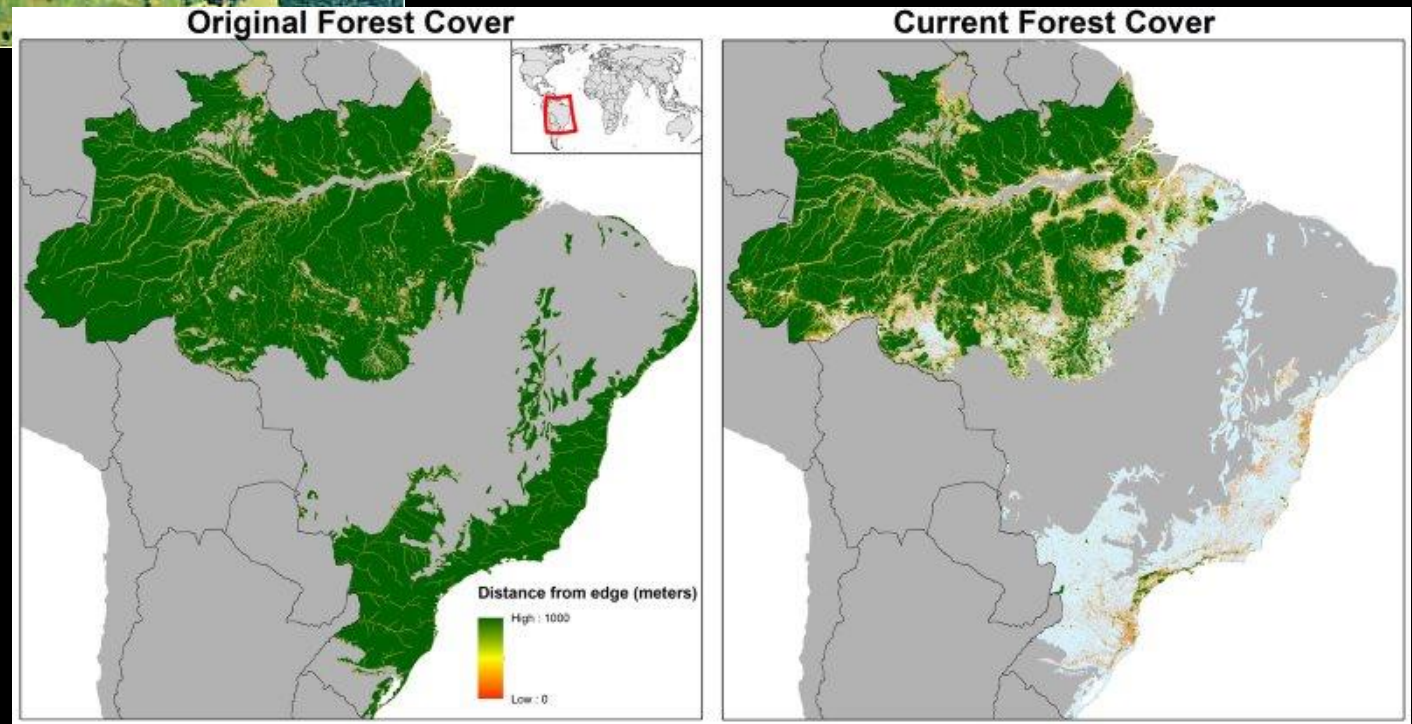 Original Forest Cover
Current Forest Cover
Distance from edge (meters)
High : 1000
Low : 0